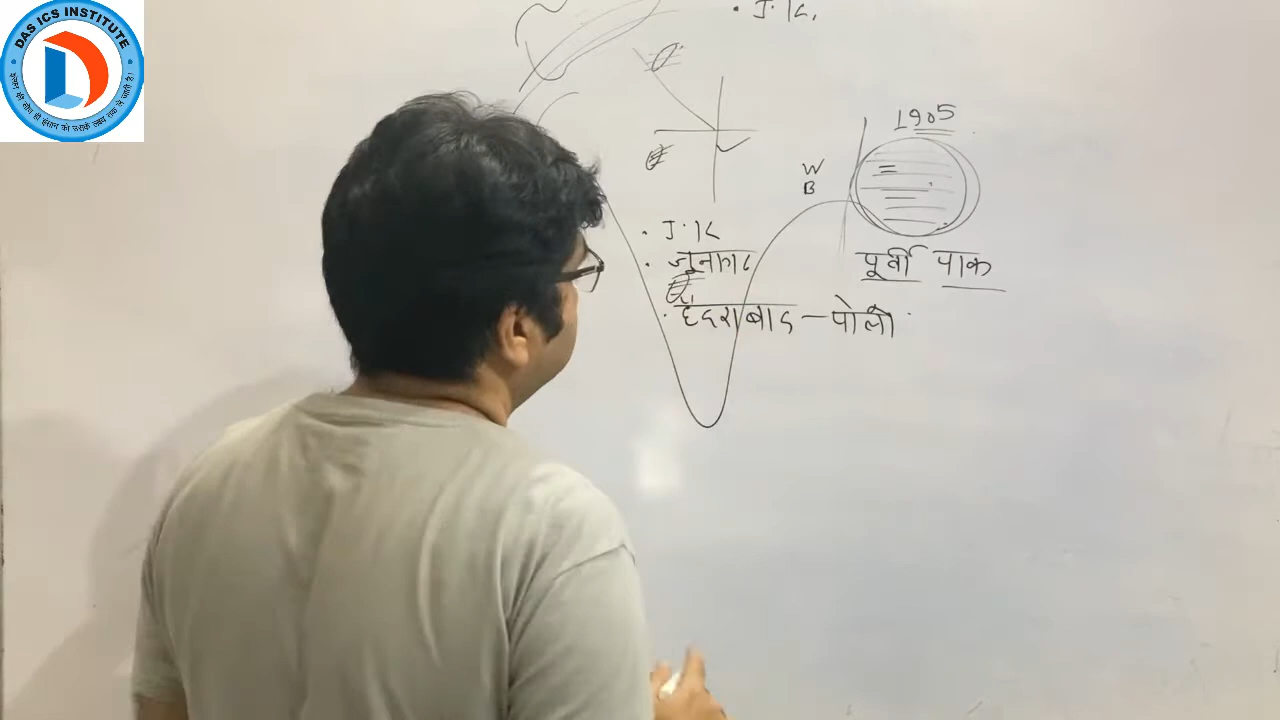 DAS ICS INSTITUTE
J.K.
1905
W
B
J.K
जूनागढ
पूर्वी पाक
हैदराबाद - पोलो